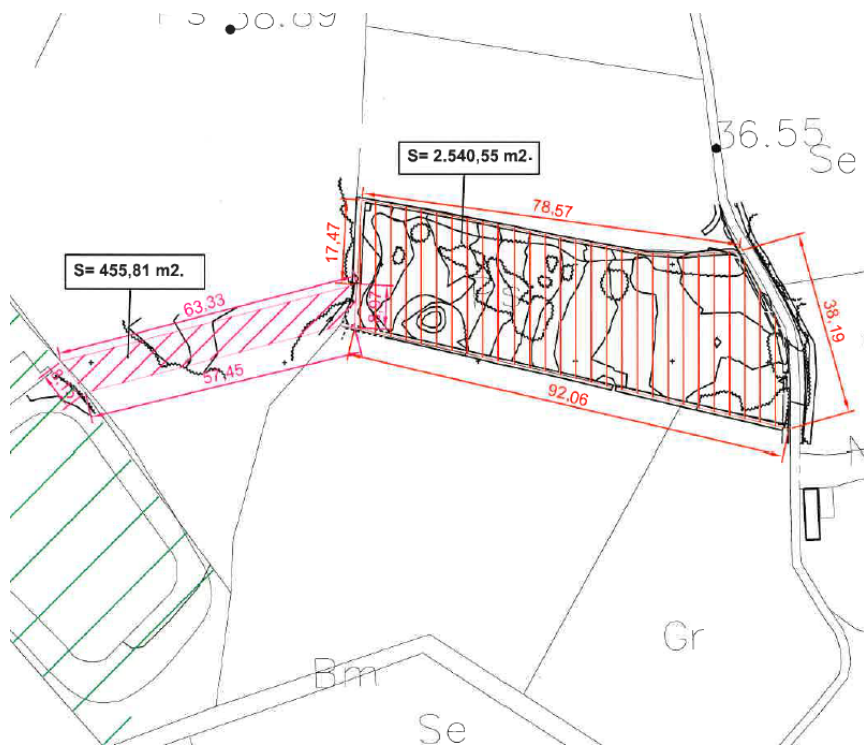 38.89
36.55
Se
S= 2.540,55 m2.
78,57
17,47
S= 455,81 m2.
63.33
38,19
57.45
92.06
Gr
Bm
Se